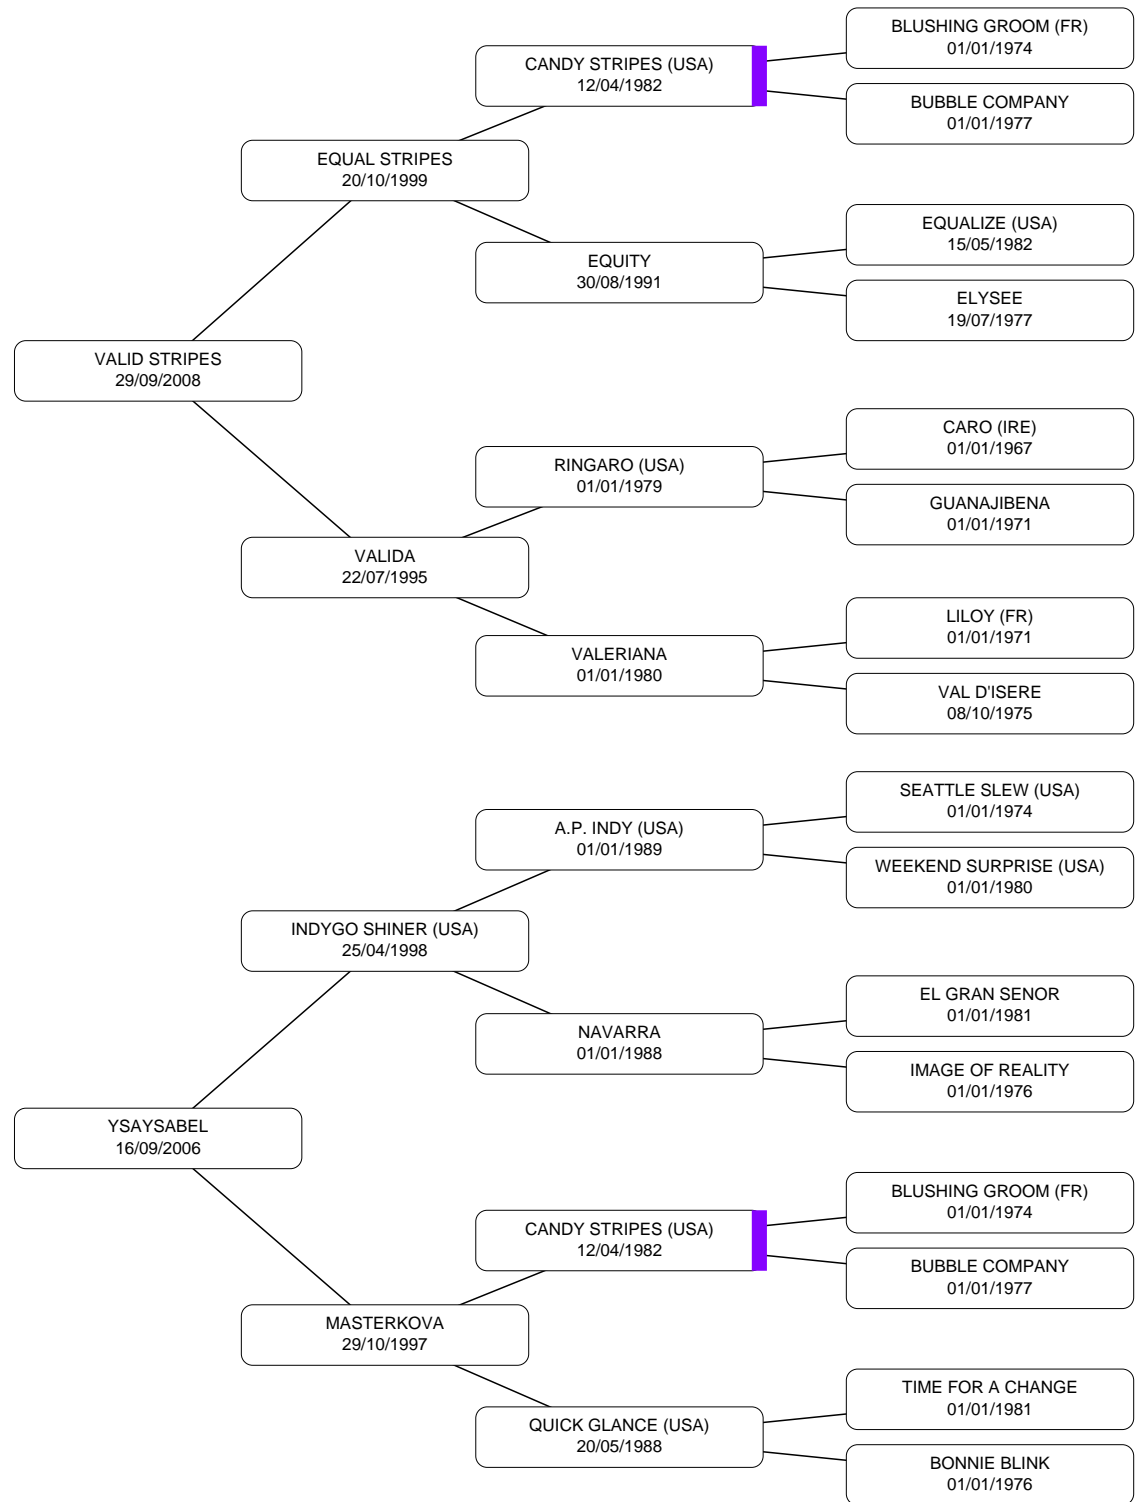 BLUSHING GROOM (FR)
01/01/1974
CANDY STRIPES (USA)
12/04/1982
BUBBLE COMPANY
01/01/1977
EQUAL STRIPES
20/10/1999
EQUALIZE (USA)
15/05/1982
EQUITY
30/08/1991
ELYSEE
19/07/1977
VALID STRIPES
29/09/2008
CARO (IRE)
01/01/1967
RINGARO (USA)
01/01/1979
GUANAJIBENA
01/01/1971
VALIDA
22/07/1995
LILOY (FR)
01/01/1971
VALERIANA
01/01/1980
VAL D'ISERE
08/10/1975
SEATTLE SLEW (USA)
01/01/1974
A.P. INDY (USA)
01/01/1989
WEEKEND SURPRISE (USA)
01/01/1980
INDYGO SHINER (USA)
25/04/1998
EL GRAN SENOR
01/01/1981
NAVARRA
01/01/1988
IMAGE OF REALITY
01/01/1976
YSAYSABEL
16/09/2006
BLUSHING GROOM (FR)
01/01/1974
CANDY STRIPES (USA)
12/04/1982
BUBBLE COMPANY
01/01/1977
MASTERKOVA
29/10/1997
TIME FOR A CHANGE
01/01/1981
QUICK GLANCE (USA)
20/05/1988
BONNIE BLINK
01/01/1976